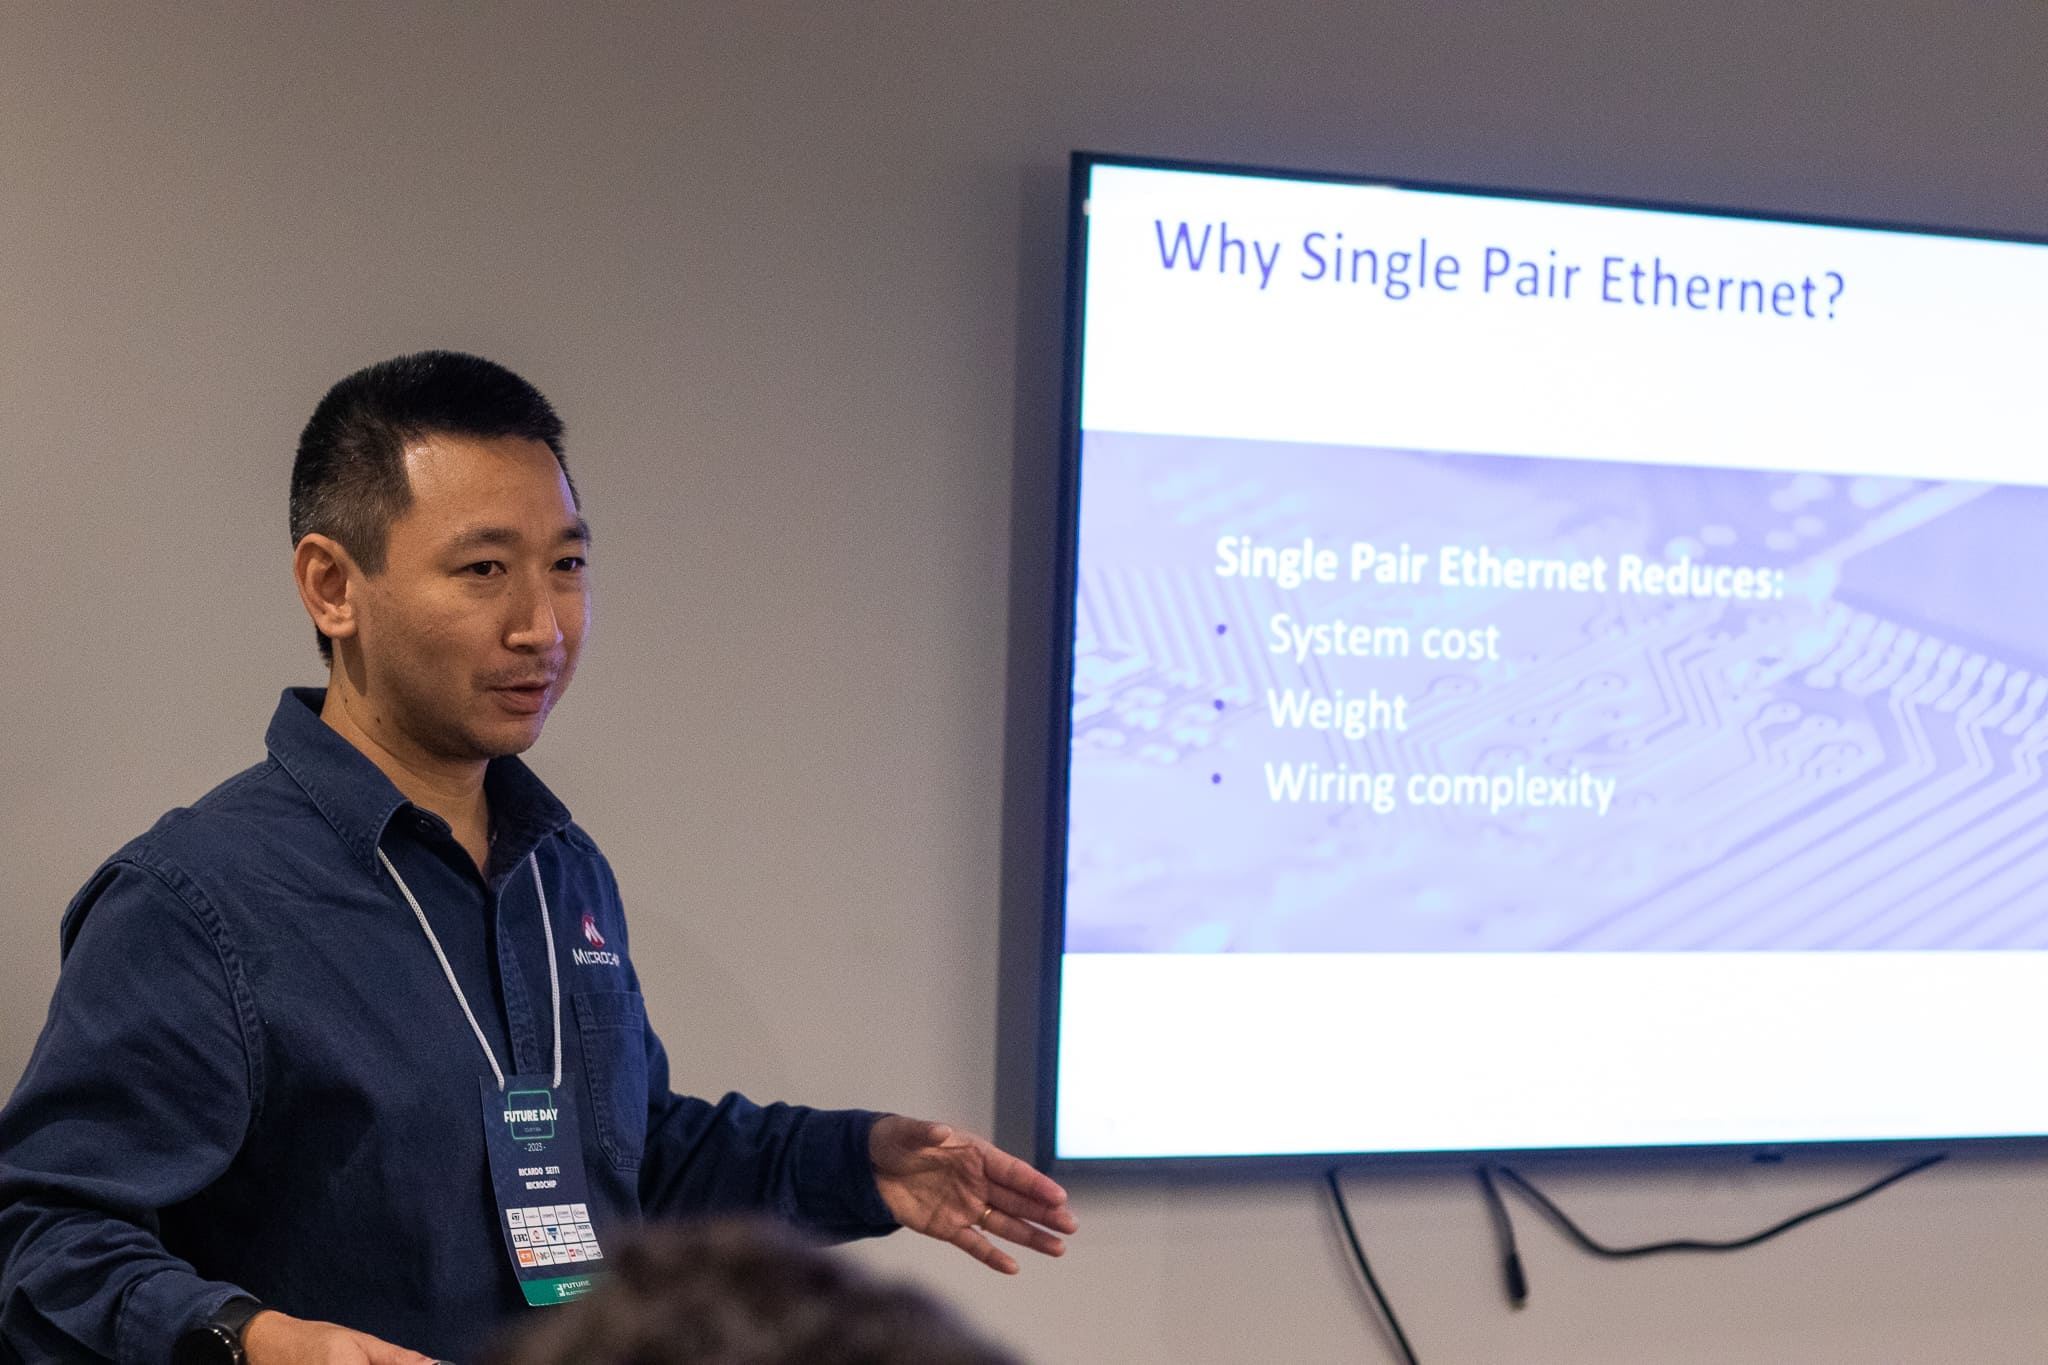 Why Single Pair Ethernet?
Single Pair Ethernet Reduces:
• System cost
• Weight
• Wiring complexity
MICROCHIP
FUTURE DAY
- 2023 -
RICARDO SEITI
MICROCHIP
FUTURE